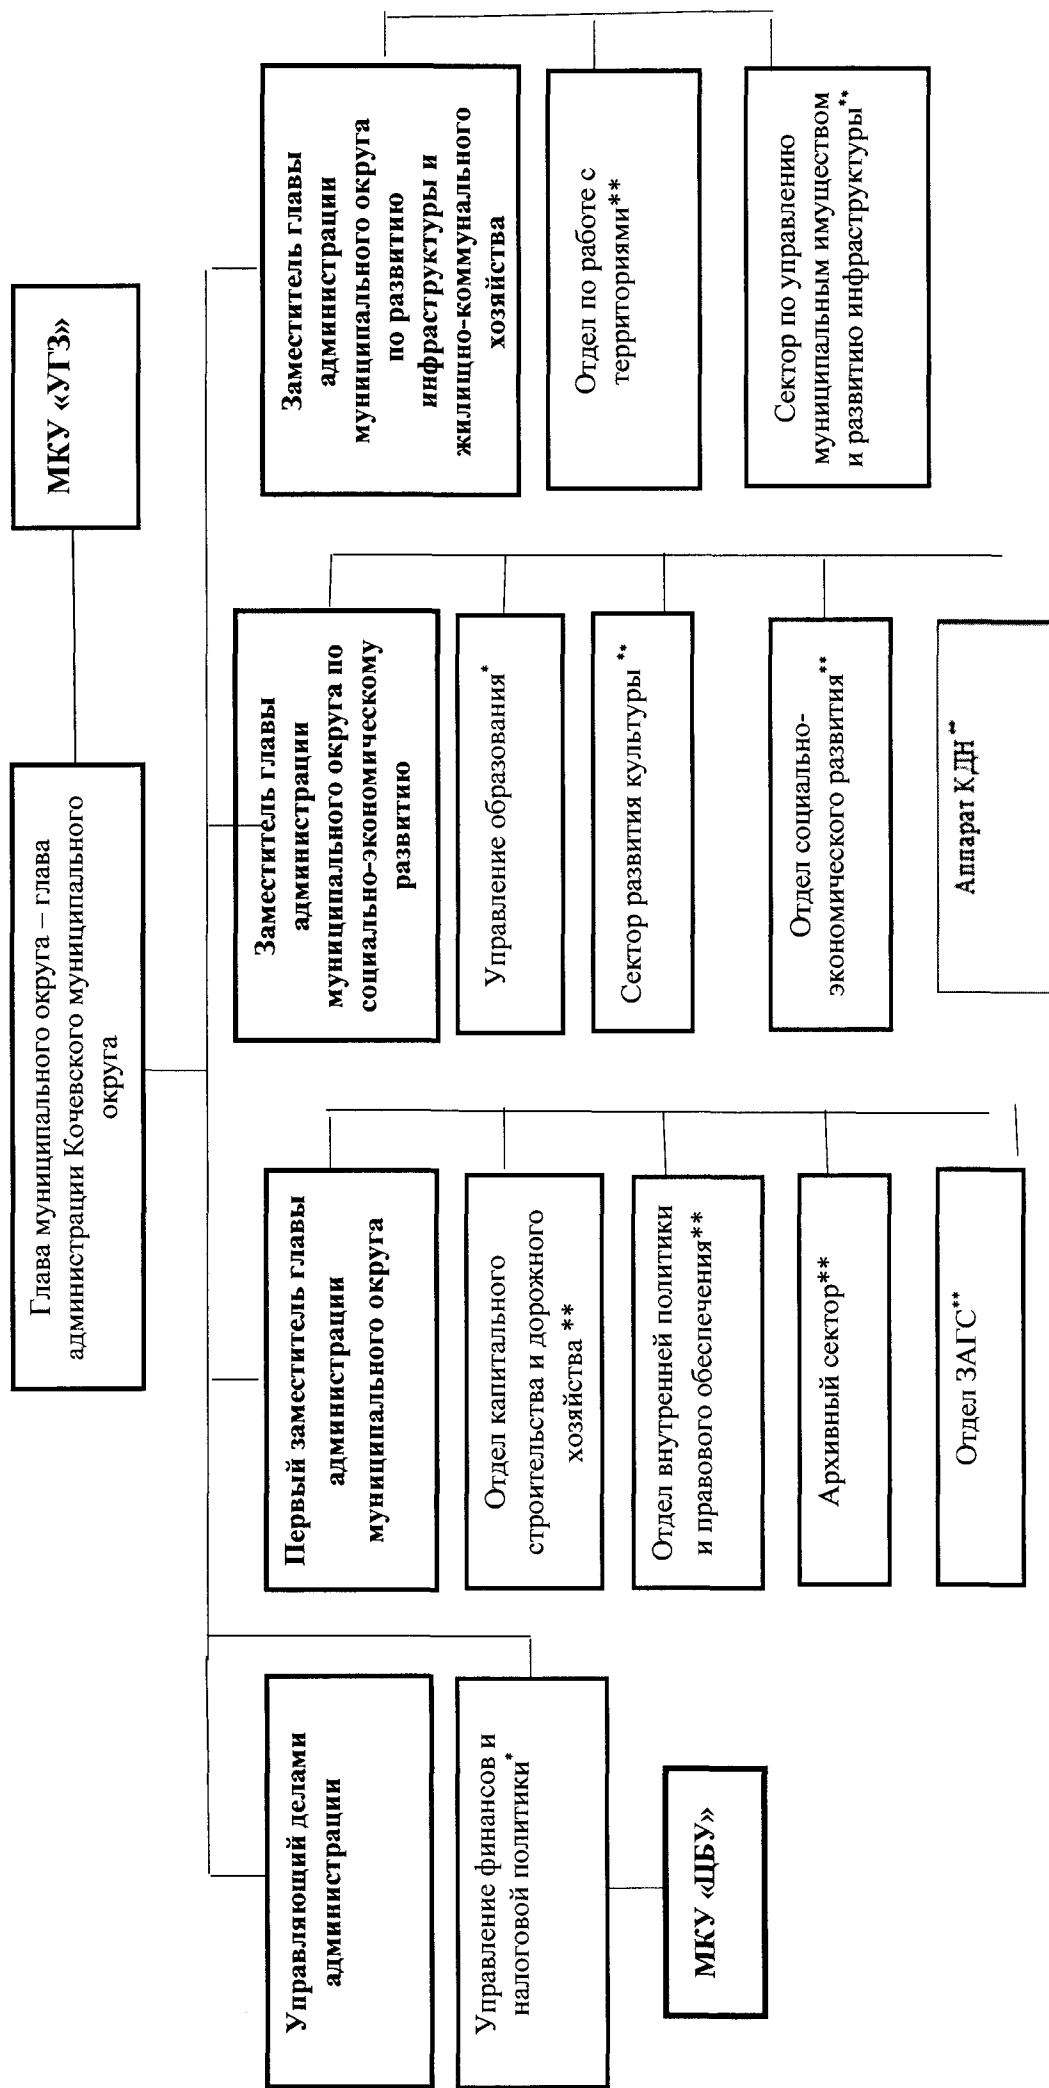 Глава муниципального округа – глава
администрации Кочевского муниципального
округа
МКУ «УГЗ»
Управляющий делами
администрации
Управление финансов и
налоговой политики*
МКУ «ЦБУ»
Первый заместитель главы
администрации
муниципального округа
Отдел капитального
строительства и дорожного
хозяйства **
Отдел внутренней политики
и правового обеспечения**
Архивный сектор**
Отдел ЗАГС**
Заместитель главы
администрации
муниципального округа по
социально-экономическому
развитию
Управление образования*
Сектор развития культуры**
Отдел социально-
экономического развития**
Аппарат КДН**
Заместитель главы
администрации
муниципального округа
по развитию
инфраструктуры и
жилищно-коммунального
хозяйства
Отдел по работе с
территориями**
Сектор по управлению
муниципальным имуществом
и развитию инфраструктуры**